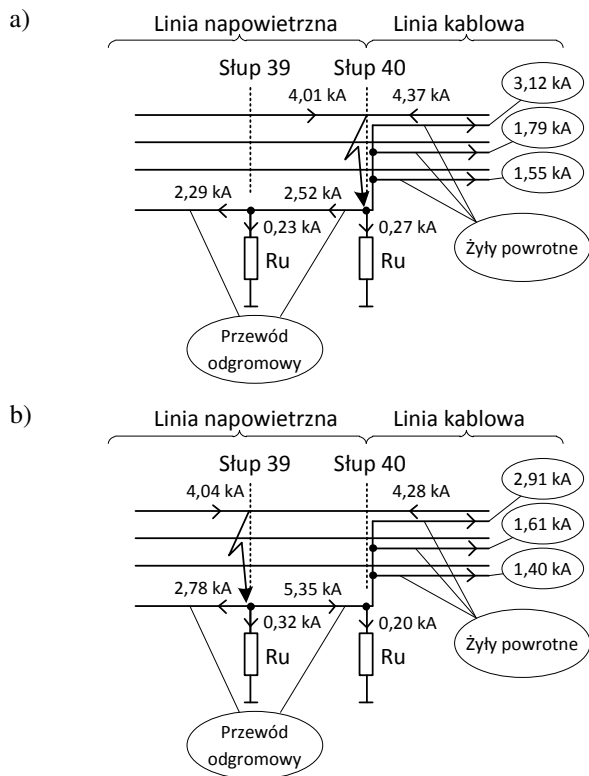 a)
Linia napowietrzna Linia kablowa
Słup 39 Słup 40
3,12 kA
4,01 kA 4,37 kA
1,79 kA
1,55 kA
2,29 kA 2,52 kA
0,23 kA 0,27 kA
Ru Ru
Żyły powrotne
Przewód
odgromowy
b)
Linia napowietrzna Linia kablowa
Słup 39 Słup 40
2,91 kA
4,04 kA 4,28 kA
1,61 kA
1,40 kA
2,78 kA 5,35 kA
0,32 kA 0,20 kA
Ru Ru
Żyły powrotne
Przewód
odgromowy